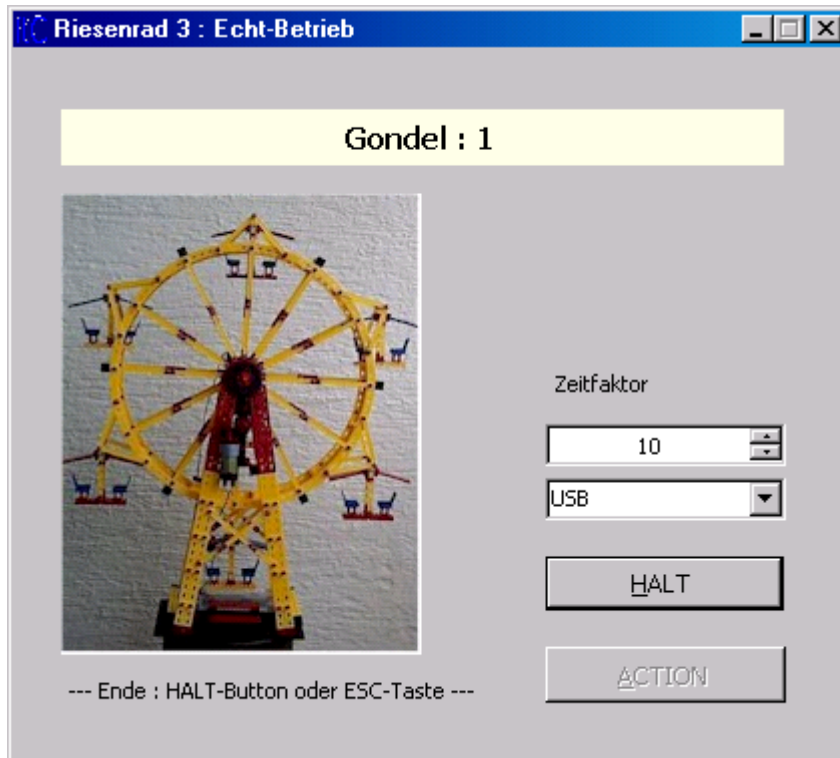 Riesenrad 3 : Echt-Betrieb
Gondel : 1
Zeitfaktor
10
USB
HALT
ACTION
--- Ende : HALT-Button oder ESC-Taste ---